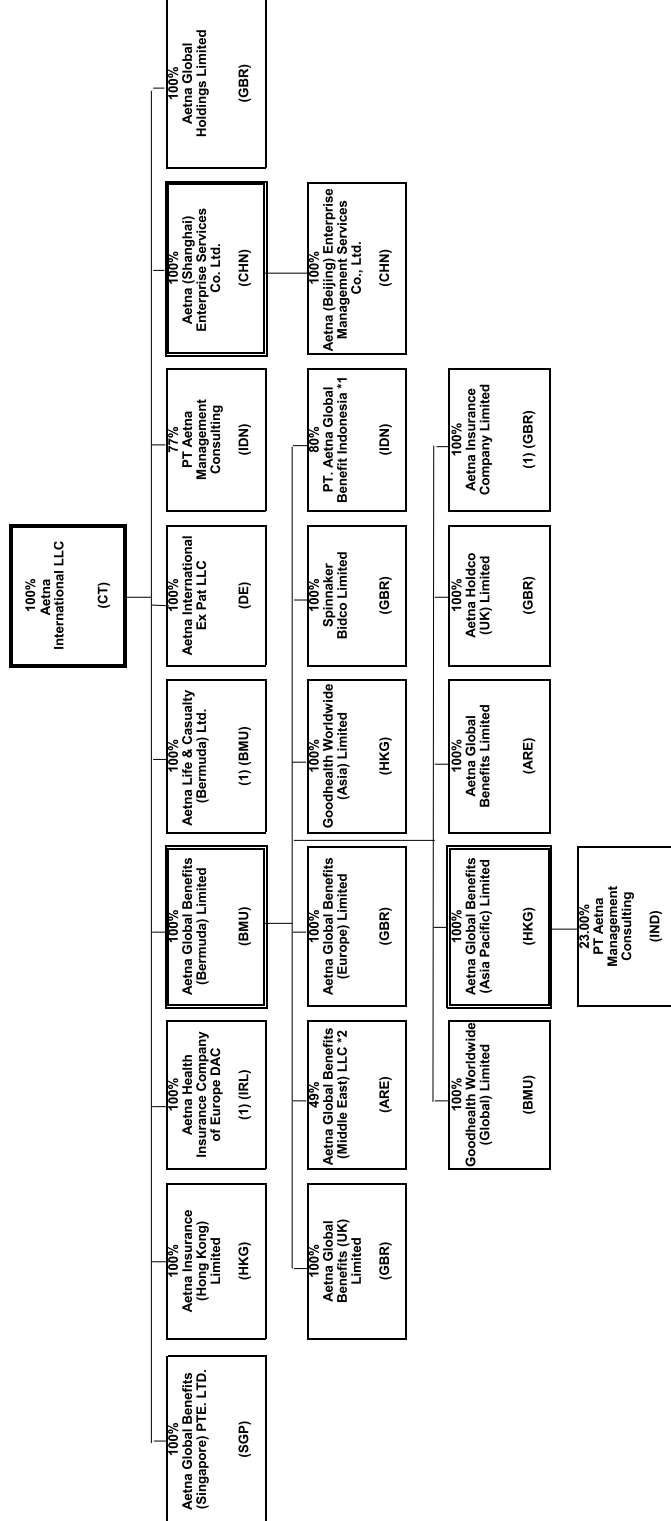 100%
Aetna
International LLC
(CT)
100%
Aetna Global Benefits
(Singapore) PTE. LTD.
(SGP)
100%
Aetna Insurance
(Hong Kong)
Limited
(HKG)
100%
Aetna Health
Insurance Company
of Europe DAC
(1) (IRL)
100%
Aetna Global Benefits
(Bermuda) Limited
(BMU)
100%
Aetna Life & Casualty
(Bermuda) Ltd.
(1) (BMU)
100%
Aetna International
Ex Pat LLC
(DE)
77%
PT Aetna
Management
Consulting
(IDN)
100%
Aetna (Shanghai)
Enterprise Services
Co. Ltd.
(CHN)
100%
Aetna Global
Holdings Limited
(GBR)
100%
Aetna Global
Benefits (UK)
Limited
(GBR)
49%
Aetna Global Benefits
(Middle East) LLC *2
(ARE)
100%
Aetna Global Benefits
(Europe) Limited
(GBR)
100%
Goodhealth Worldwide
(Asia) Limited
(HKG)
100%
Spinnaker
Bidco Limited
(GBR)
80%
PT. Aetna Global
Benefit Indonesia *1
(IDN)
100%
Aetna (Beijing) Enterprise
Management Services
Co., Ltd.
(CHN)
100%
Goodhealth Worldwide
(Global) Limited
(BMU)
100%
Aetna Global Benefits
(Asia Pacific) Limited
(HKG)
100%
Aetna Global
Benefits Limited
(ARE)
100%
Aetna Holdco
(UK) Limited
(GBR)
100%
Aetna Insurance
Company Limited
(1) (GBR)
23.00%
PT Aetna
Management
Consulting
(IND)